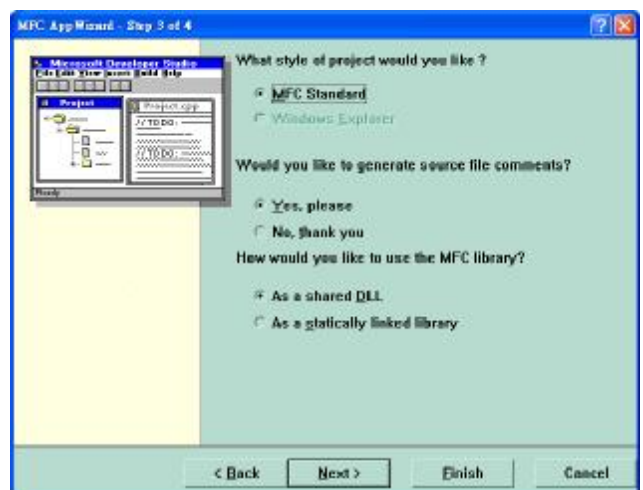 MFC AppWizard - Step 3 of 4
Microsoft Developer Studio
File Edit View Insert Build Help
Project
Project.cpp
//TODO:
//TODO:
Ready
What style of project would you like ?
MFC Standard
Windows Explorer
Would you like to generate source file comments?
Yes, please
No, thank you
How would you like to use the MFC library?
As a shared DLL
As a statically linked library
< Back
Next >
Finish
Cancel